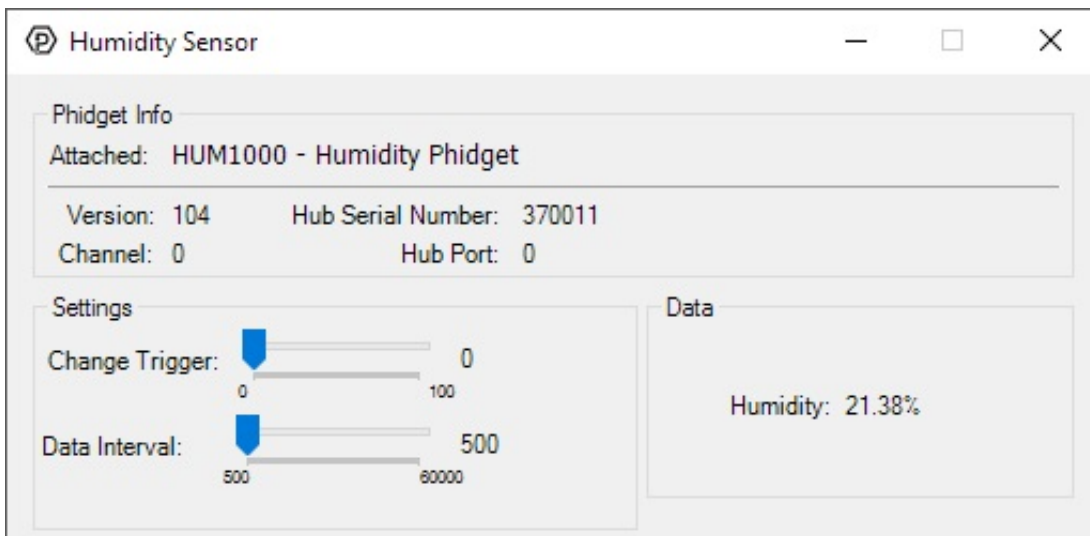 Humidity Sensor
Phidget Info
Attached: HUM1000 - Humidity Phidget
Version: 104 Hub Serial Number: 370011
Channel: 0 Hub Port: 0
Settings
Change Trigger: 0
0 100
Data Interval: 500
500 60000
Data
Humidity: 21.38%